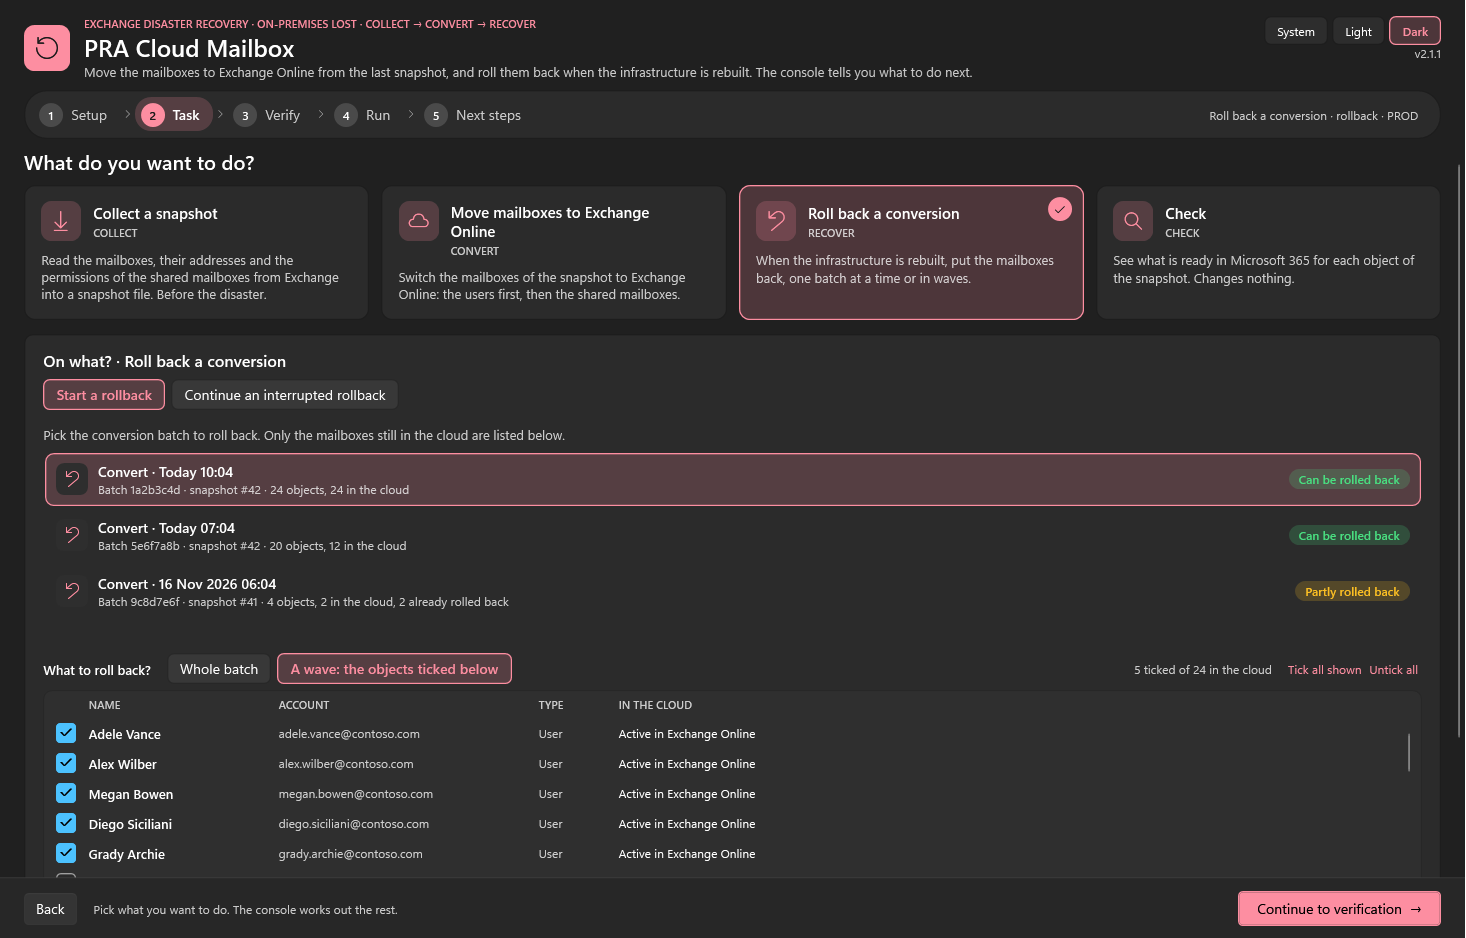 EXCHANGE DISASTER RECOVERY · ON-PREMISES LOST · COLLECT → CONVERT → RECOVER
PRA Cloud Mailbox
Move the mailboxes to Exchange Online from the last snapshot, and roll them back when the infrastructure is rebuilt. The console tells you what to do next.
System
Light
Dark
v2.1.1
1 Setup
2 Task
3 Verify
4 Run
5 Next steps
Roll back a conversion · rollback · PROD
What do you want to do?
Collect a snapshot
COLLECT
Read the mailboxes, their addresses and the
permissions of the shared mailboxes from Exchange
into a snapshot file. Before the disaster.
Move mailboxes to Exchange
Online
CONVERT
Switch the mailboxes of the snapshot to Exchange
Online: the users first, then the shared mailboxes.
Roll back a conversion
RECOVER
When the infrastructure is rebuilt, put the mailboxes
back, one batch at a time or in waves.
Check
CHECK
See what is ready in Microsoft 365 for each object of
the snapshot. Changes nothing.
On what? · Roll back a conversion
Start a rollback
Continue an interrupted rollback
Pick the conversion batch to roll back. Only the mailboxes still in the cloud are listed below.
Convert · Today 10:04
Batch 1a2b3c4d · snapshot #42 · 24 objects, 24 in the cloud
Can be rolled back
Convert · Today 07:04
Batch 5e6f7a8b · snapshot #42 · 20 objects, 12 in the cloud
Can be rolled back
Convert · 16 Nov 2026 06:04
Batch 9c8d7e6f · snapshot #41 · 4 objects, 2 in the cloud, 2 already rolled back
Partly rolled back
What to roll back?
Whole batch
A wave: the objects ticked below
5 ticked of 24 in the cloud
Tick all shown
Untick all
NAME ACCOUNT TYPE IN THE CLOUD
Adele Vance adele.vance@contoso.com User Active in Exchange Online
Alex Wilber alex.wilber@contoso.com User Active in Exchange Online
Megan Bowen megan.bowen@contoso.com User Active in Exchange Online
Diego Siciliani diego.siciliani@contoso.com User Active in Exchange Online
Grady Archie grady.archie@contoso.com User Active in Exchange Online
Back
Pick what you want to do. The console works out the rest.
Continue to verification →